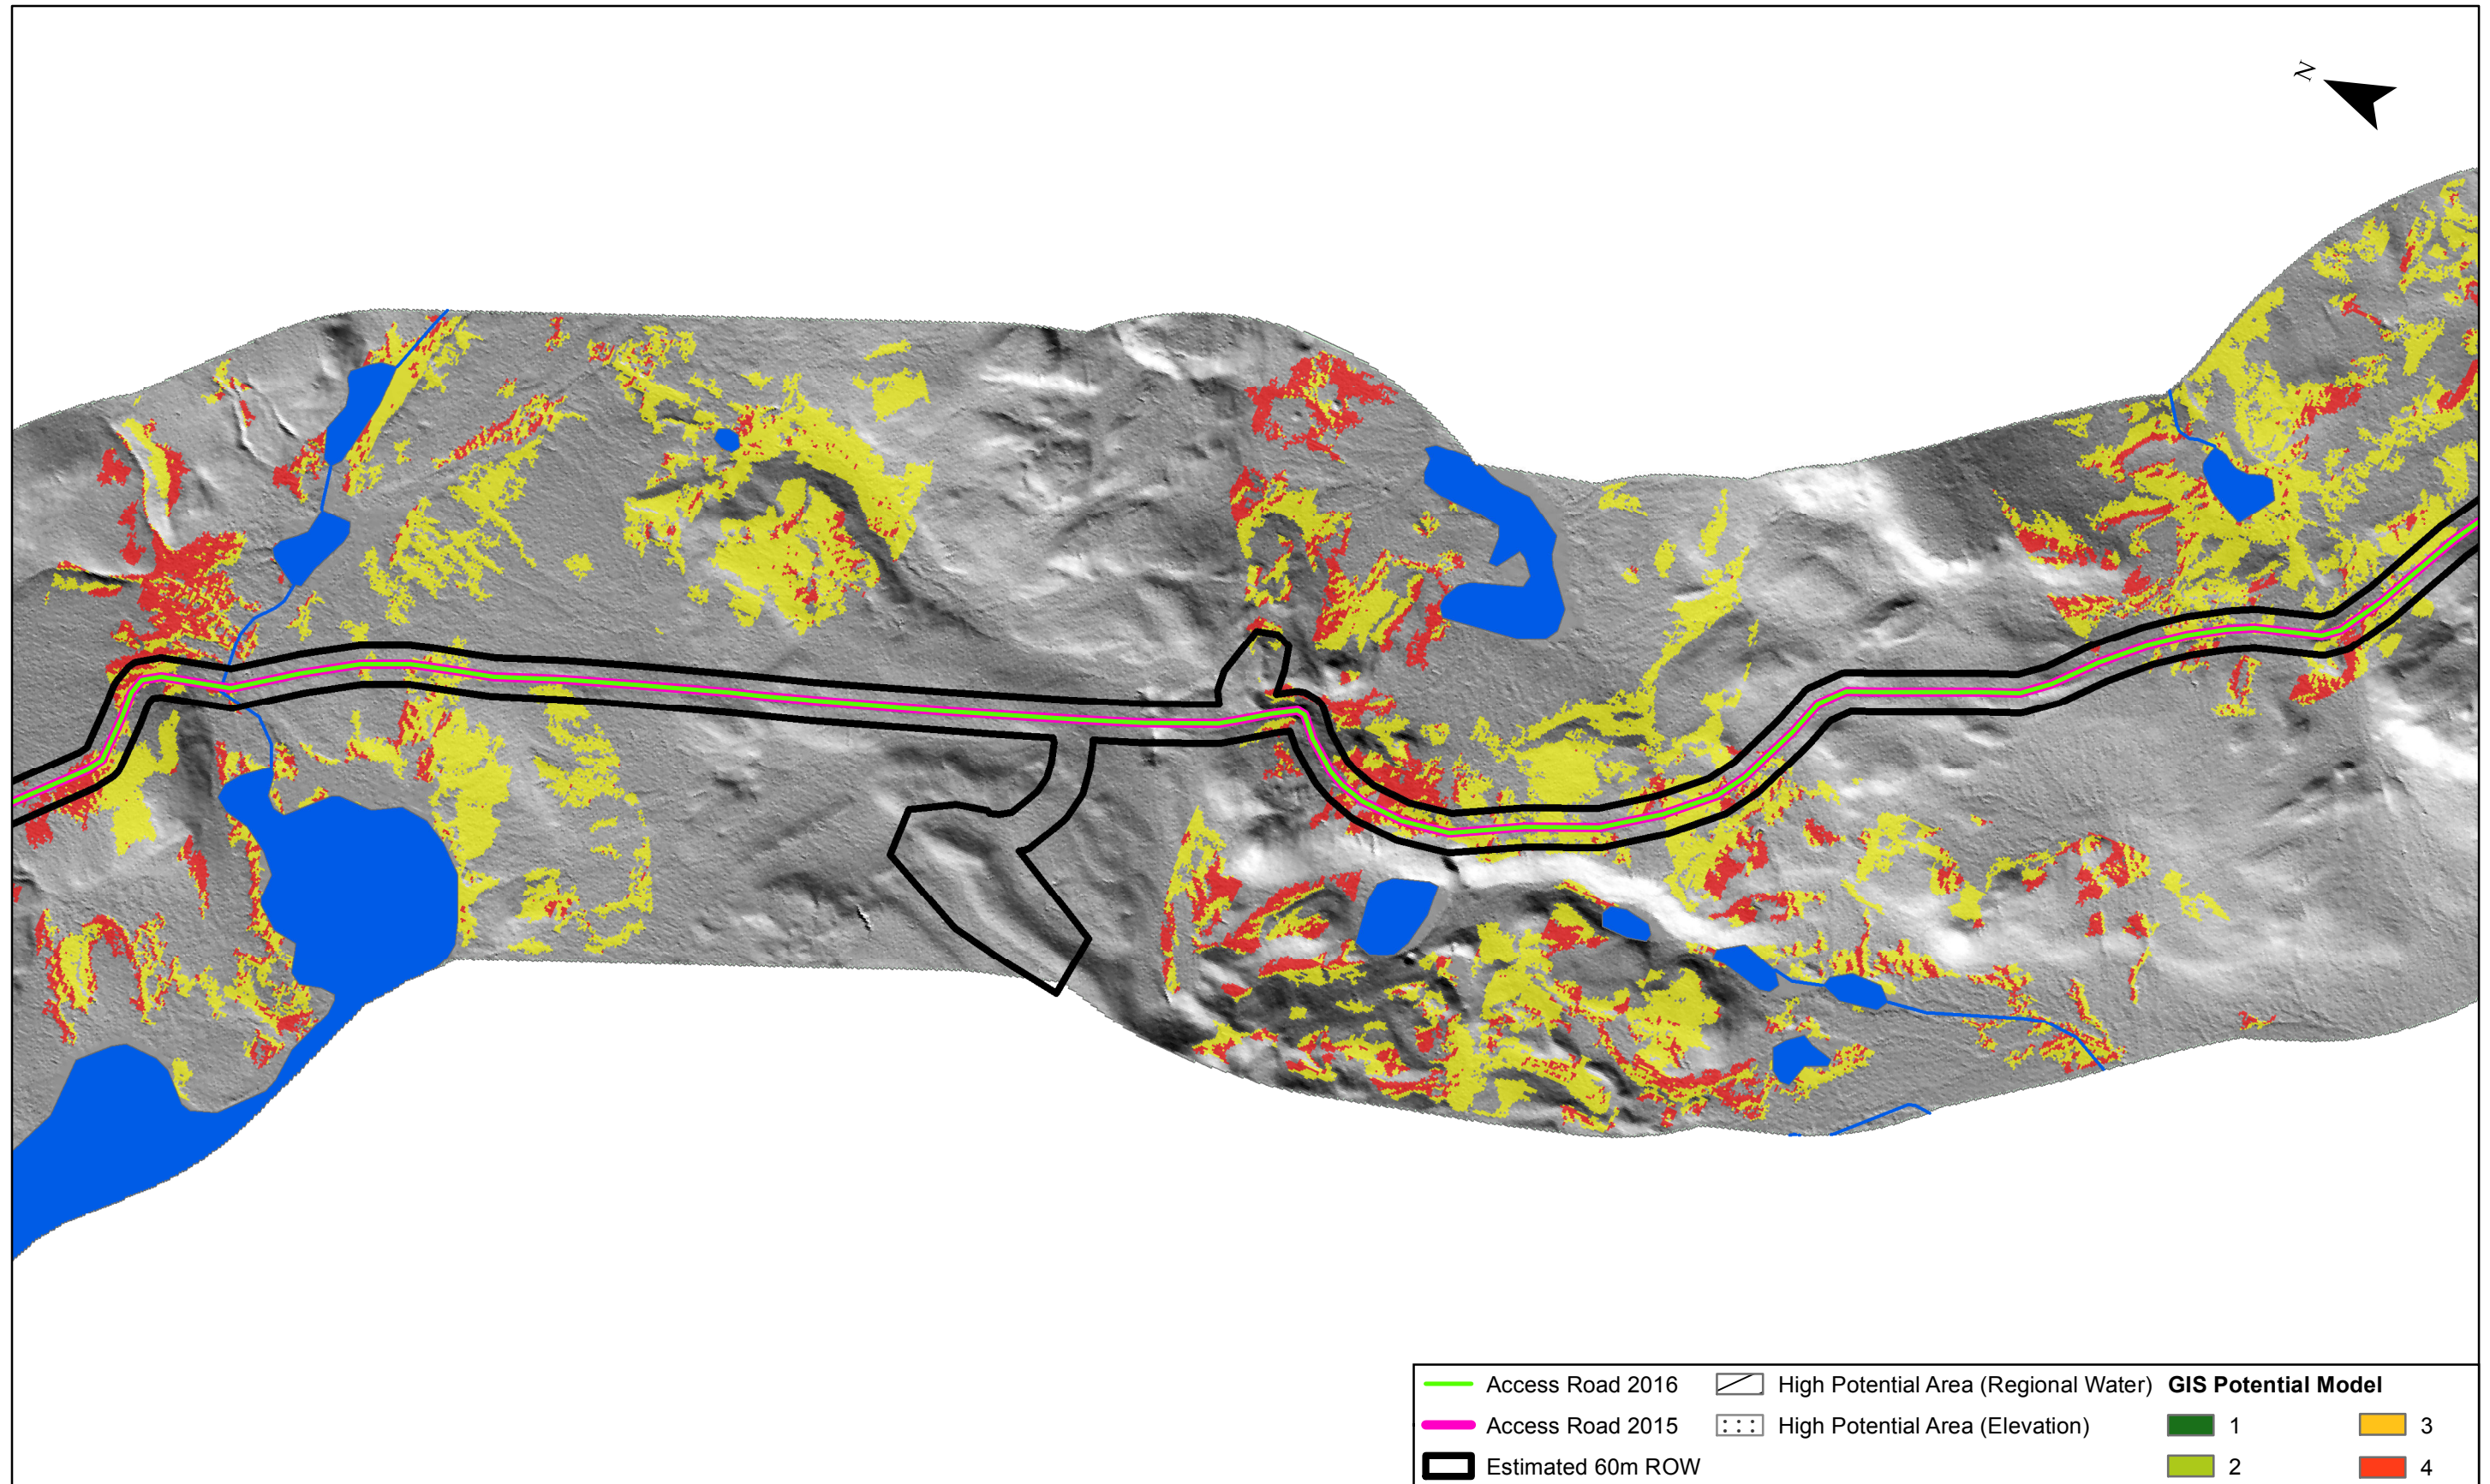 N
Access Road 2016
High Potential Area (Regional Water)
GIS Potential Model
Access Road 2015
High Potential Area (Elevation)
1
3
Estimated 60m ROW
2
4